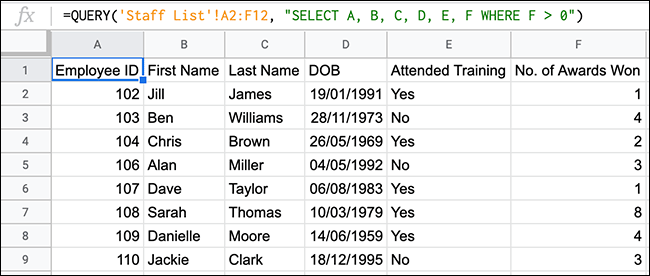 fx =QUERY('Staff List'!A2:F12, "SELECT A, B, C, D, E, F WHERE F > 0")
A B C D E F
1 Employee ID First Name Last Name DOB Attended Training No. of Awards Won
2 102 Jill James 19/01/1991 Yes 1
3 103 Ben Williams 28/11/1973 No 4
4 104 Chris Brown 26/05/1969 Yes 2
5 106 Alan Miller 04/05/1992 No 3
6 107 Dave Taylor 06/08/1983 Yes 1
7 108 Sarah Thomas 10/03/1979 Yes 8
8 109 Danielle Moore 14/06/1959 Yes 4
9 110 Jackie Clark 18/12/1995 No 3